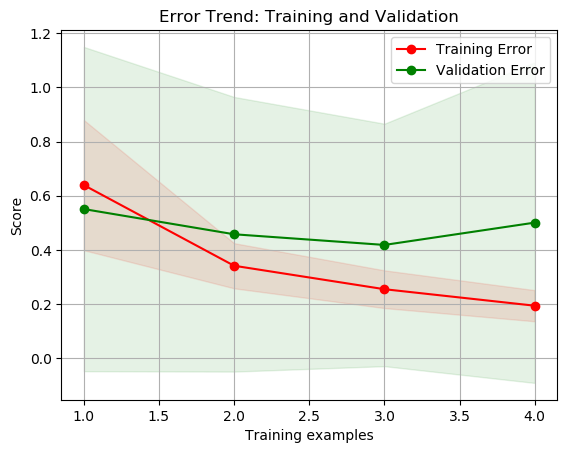 Error Trend: Training and Validation
1.2
1.0
0.8
0.6
0.4
0.2
0.0
Score
Training Error
Validation Error
1.0 1.5 2.0 2.5 3.0 3.5 4.0
Training examples